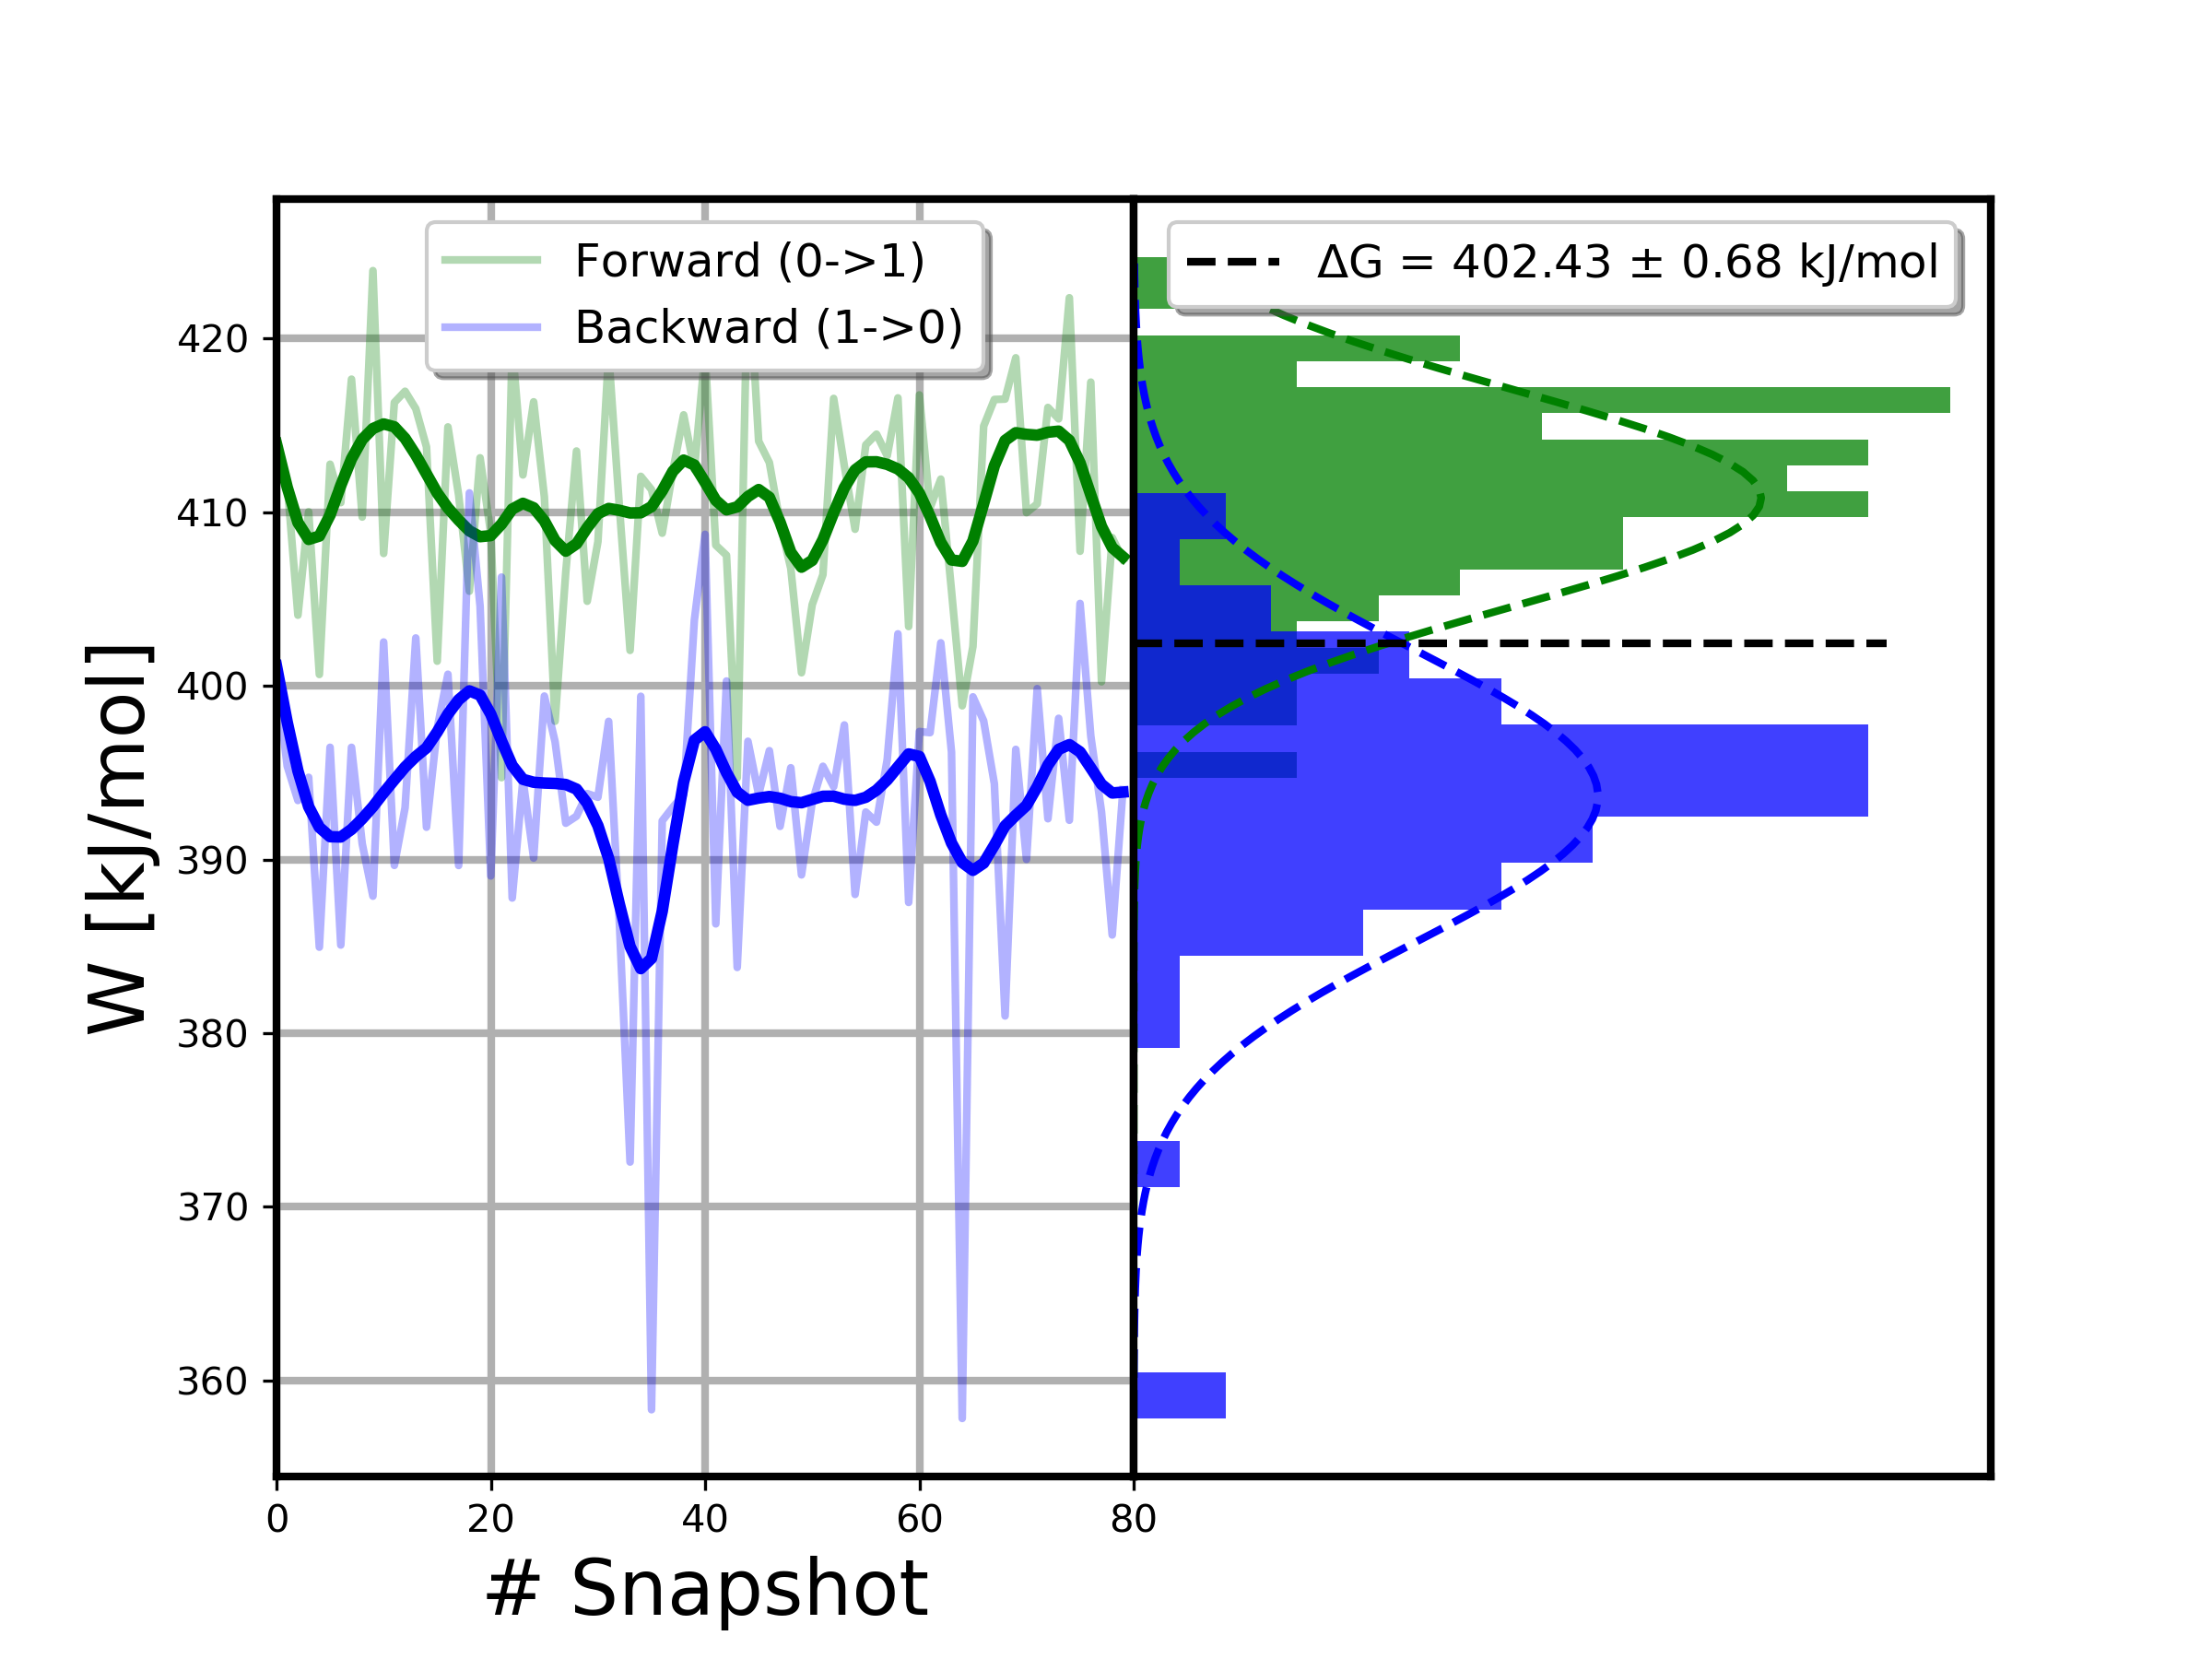 Forward (0->1)
Backward (1->0)
ΔG = 402.43 ± 0.68 kJ/mol
W [kJ/mol]
420
410
400
390
380
370
360
0 20 40 60 80
# Snapshot